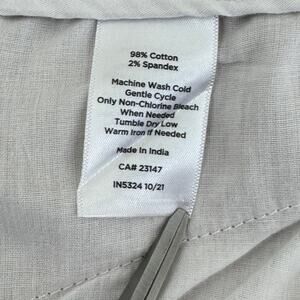 98% Cotton
2% Spandex
Machine Wash Cold
Gentle Cycle
Only Non-Chlorine Bleach
When Needed
Tumble Dry Low
Warm Iron if Needed
Made In India
CA# 23147
IN5324 10/21